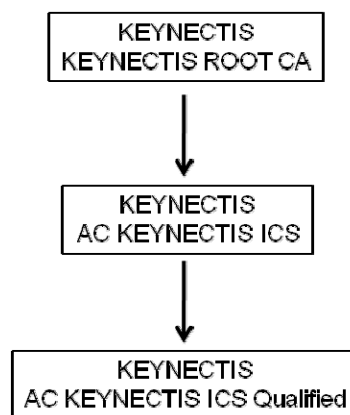 KEYNECTIS
KEYNECTIS ROOT CA
KEYNECTIS
AC KEYNECTIS ICS
KEYNECTIS
AC KEYNECTIS ICS Qualified